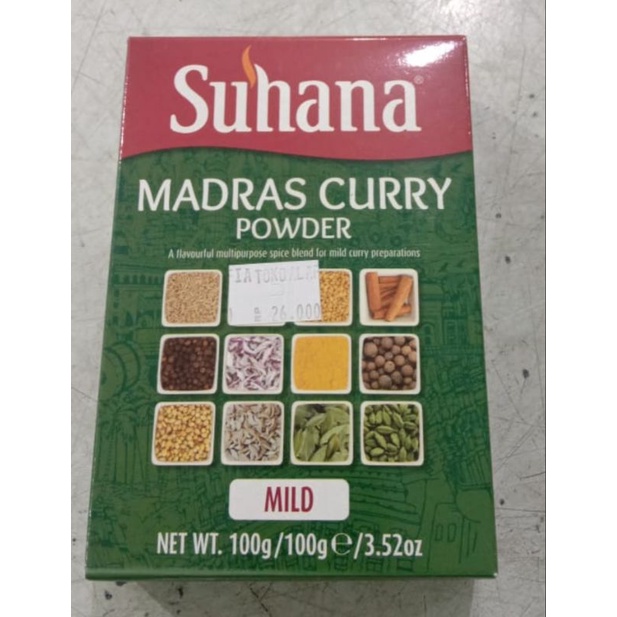 Suhana®
MADRAS CURRY
POWDER
A flavourful multipurpose spice blend for mild curry preparations
26.000
MILD
NET WT. 100g/100g℮/3.52oz